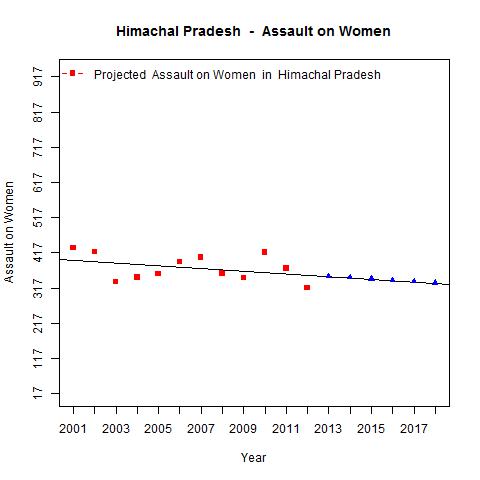 Himachal Pradesh - Assault on Women
Projected Assault on Women in Himachal Pradesh
917
817
717
617
517
417
317
217
117
17
Assault on Women
2001 2003 2005 2007 2009 2011 2013 2015 2017
Year